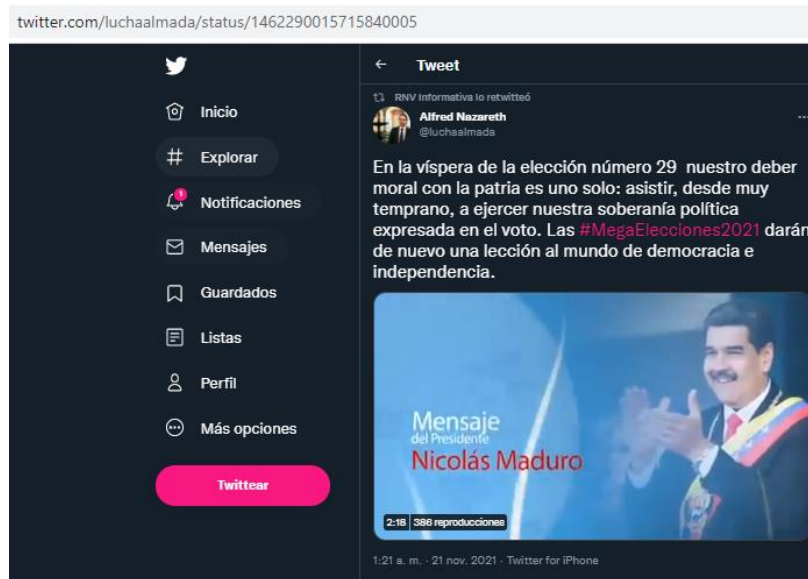 twitter.com/luchaalmada/status/1462290015715840005
Inicio
Explorar
1
Notificaciones
Mensajes
Guardados
Listas
Perfil
Más opciones
Twittear
Tweet
RNV Informativa lo retwitteó
Alfred Nazareth
@luchaalmada
En la víspera de la elección número 29 nuestro deber
moral con la patria es uno solo: asistir, desde muy
temprano, a ejercer nuestra soberanía política
expresada en el voto. Las #MegaElecciones2021 darán
de nuevo una lección al mundo de democracia e
independencia.
Mensaje
del Presidente
Nicolás Maduro
2:18 386 reproducciones
1:21 a. m. · 21 nov. 2021 · Twitter for iPhone